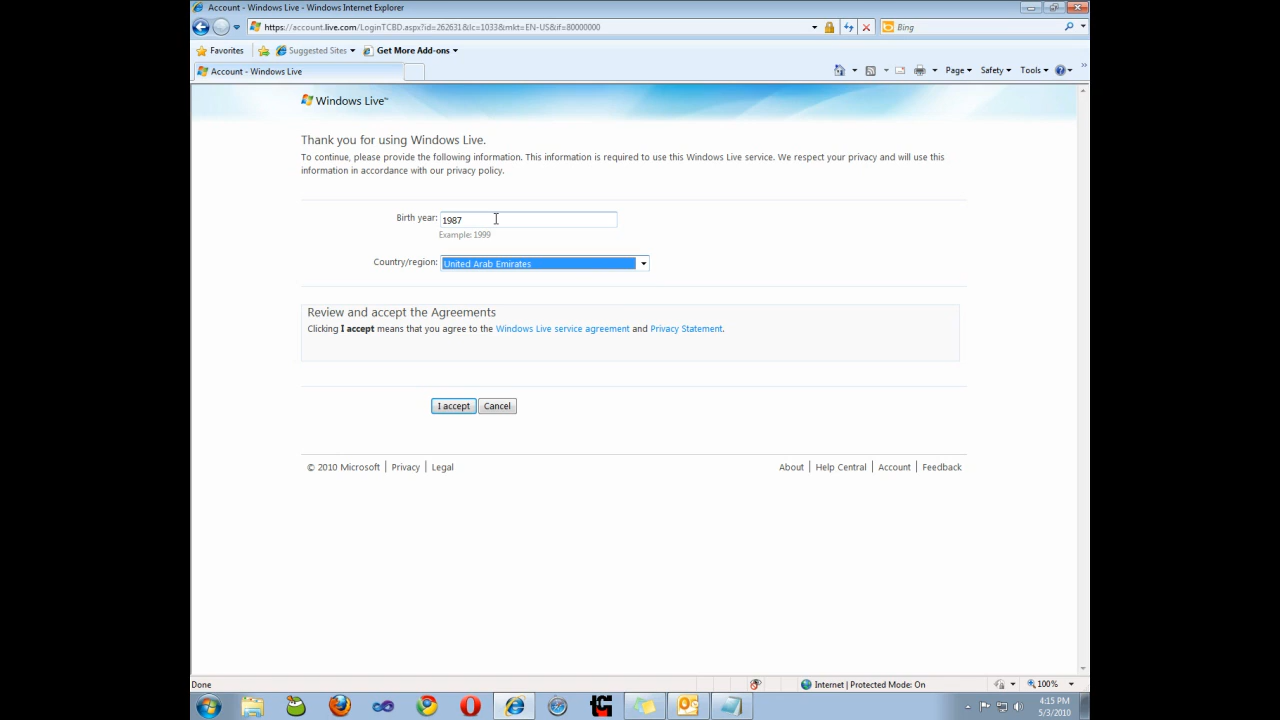 Account - Windows Live - Windows Internet Explorer
https://account.live.com/LoginTCBD.aspx?id=262631&lc=1033&mkt=EN-US&if=80000000
Bing
Favorites
Suggested Sites
Get More Add-ons
Account - Windows Live
Page
Safety
Tools
Windows Live™
Thank you for using Windows Live.
To continue, please provide the following information. This information is required to use this Windows Live service. We respect your privacy and will use this
information in accordance with our privacy policy.
Birth year: 1987
Example: 1999
Country/region: United Arab Emirates
Review and accept the Agreements
Clicking I accept means that you agree to the Windows Live service agreement and Privacy Statement.
I accept
Cancel
© 2010 Microsoft | Privacy | Legal
About | Help Central | Account | Feedback
Done
Internet | Protected Mode: On
100%
4:15 PM
5/3/2010